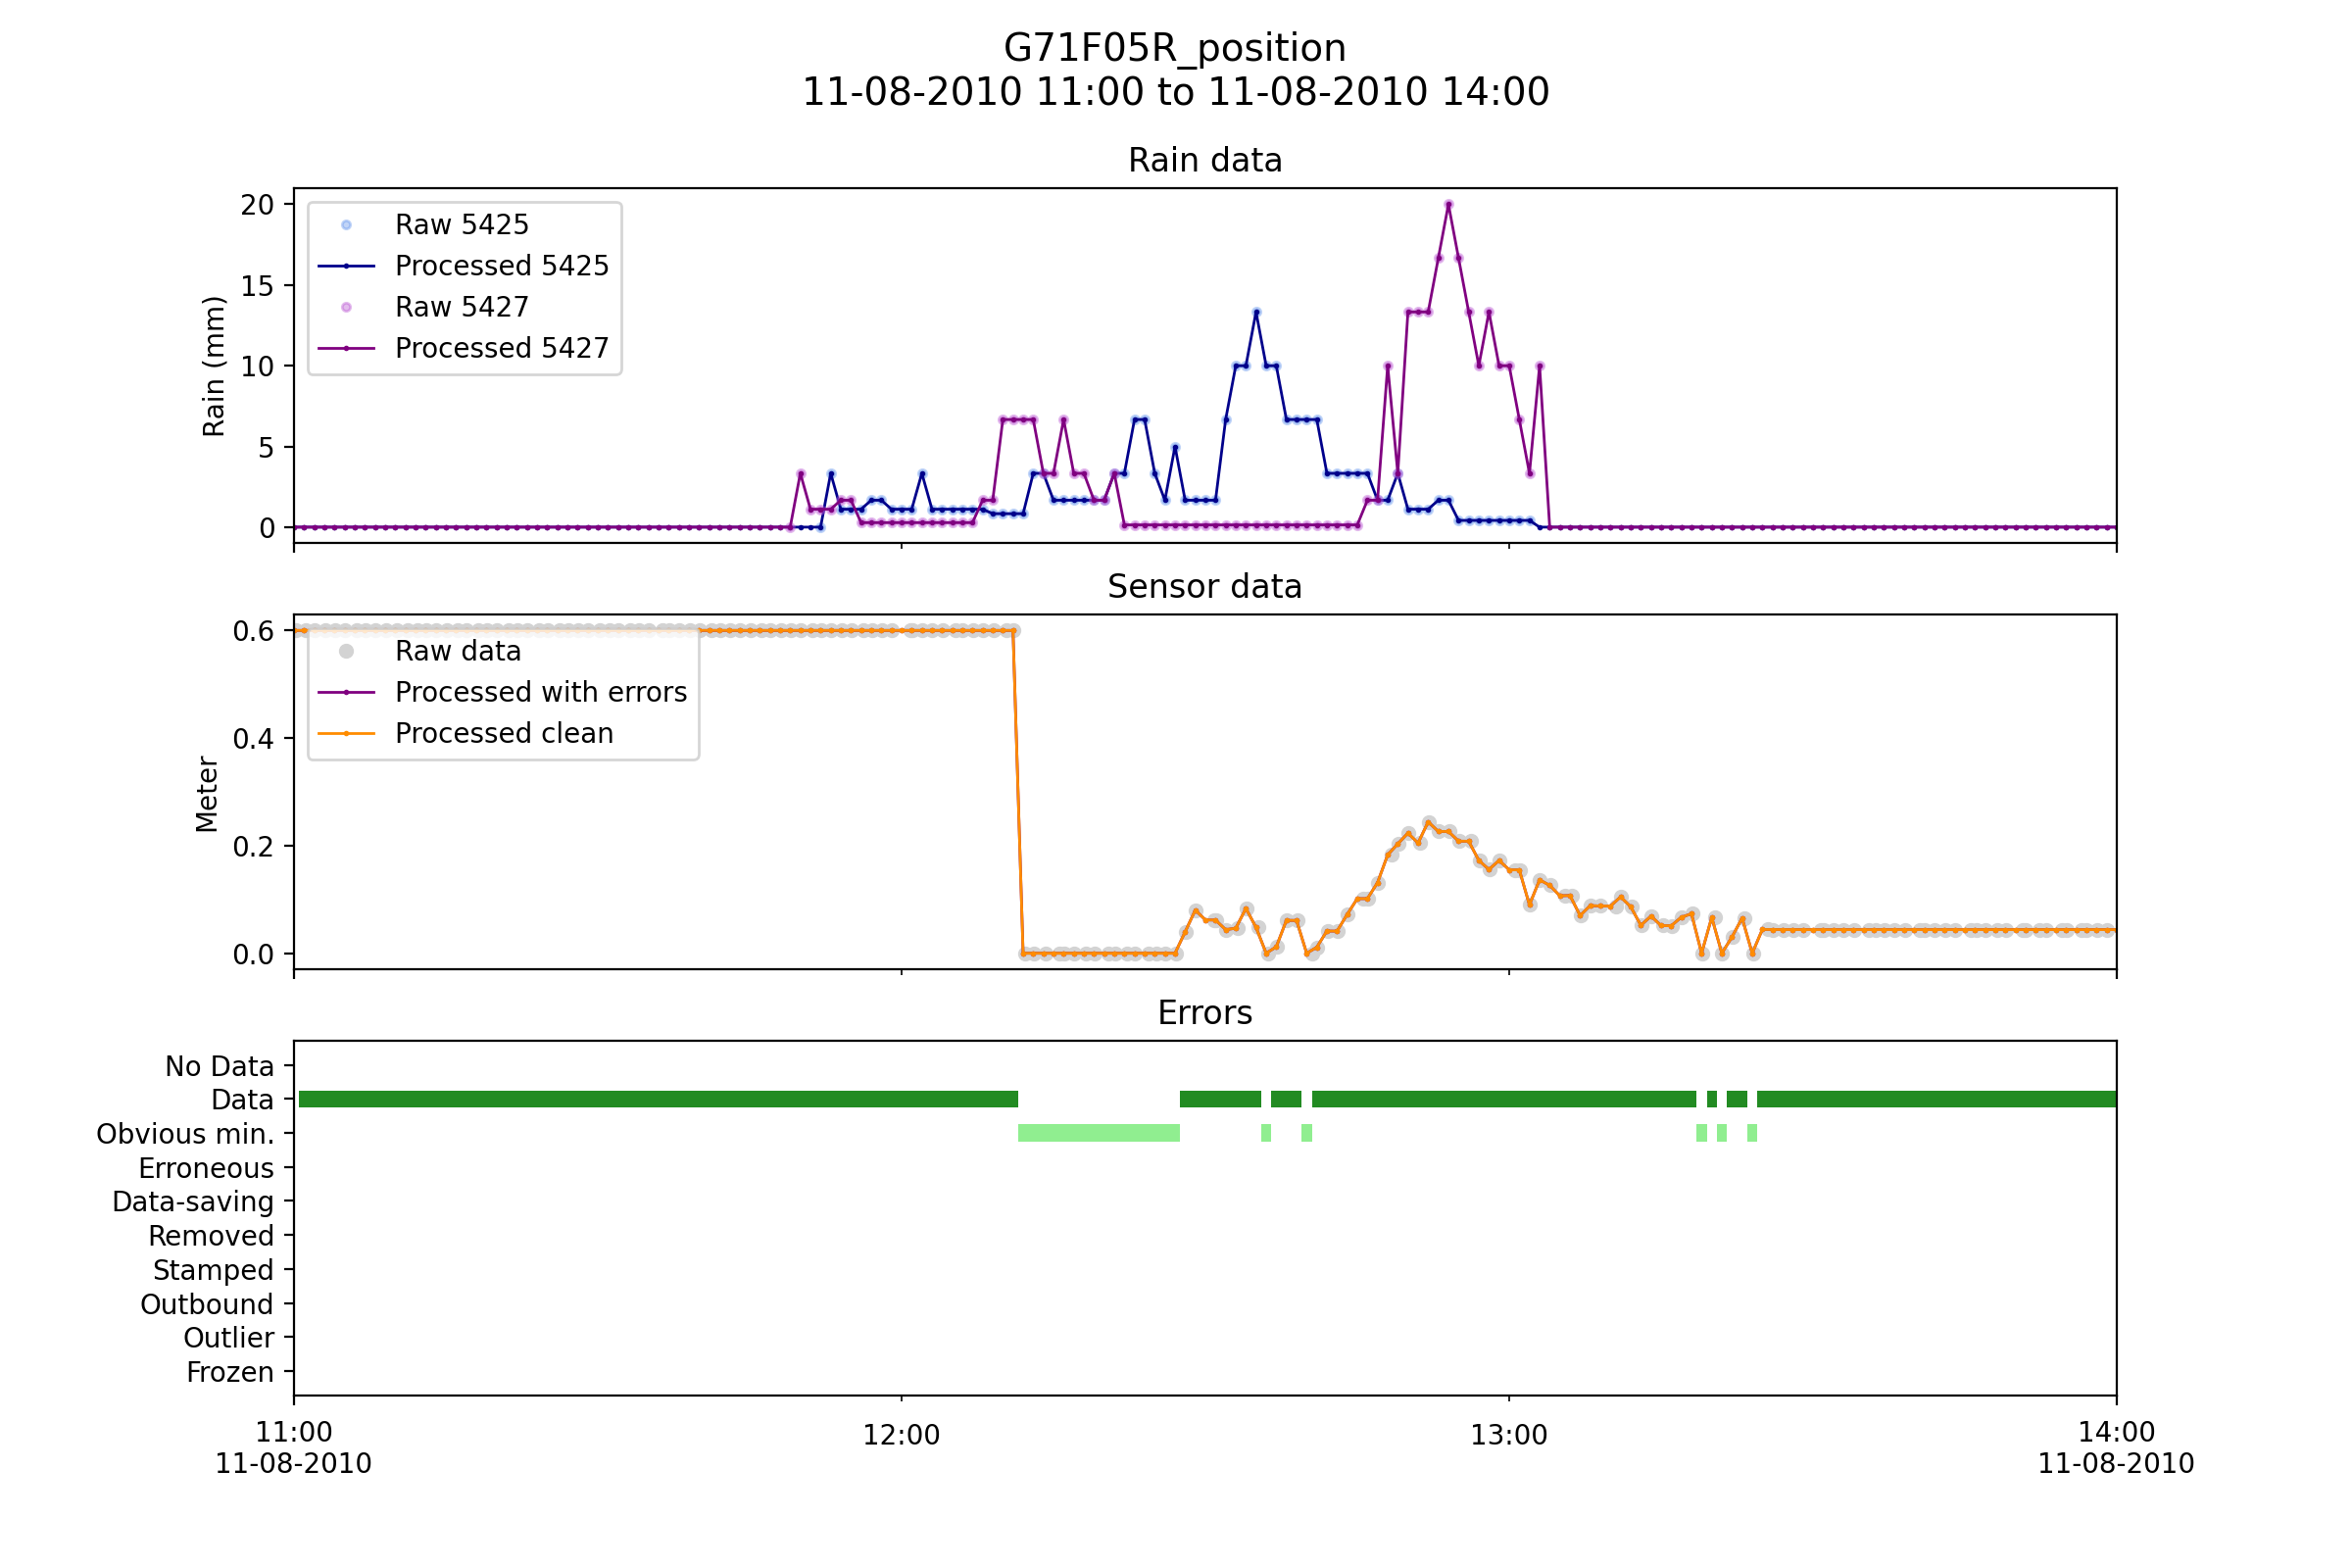 G71F05R_position
11-08-2010 11:00 to 11-08-2010 14:00
Rain data
20
15
10
5
0
Rain (mm)
Raw 5425
Processed 5425
Raw 5427
Processed 5427
Sensor data
0.6
0.4
0.2
0.0
Meter
Raw data
Processed with errors
Processed clean
Errors
No Data
Data
Obvious min.
Erroneous
Data-saving
Removed
Stamped
Outbound
Outlier
Frozen
11:00
11-08-2010
12:00
13:00
14:00
11-08-2010